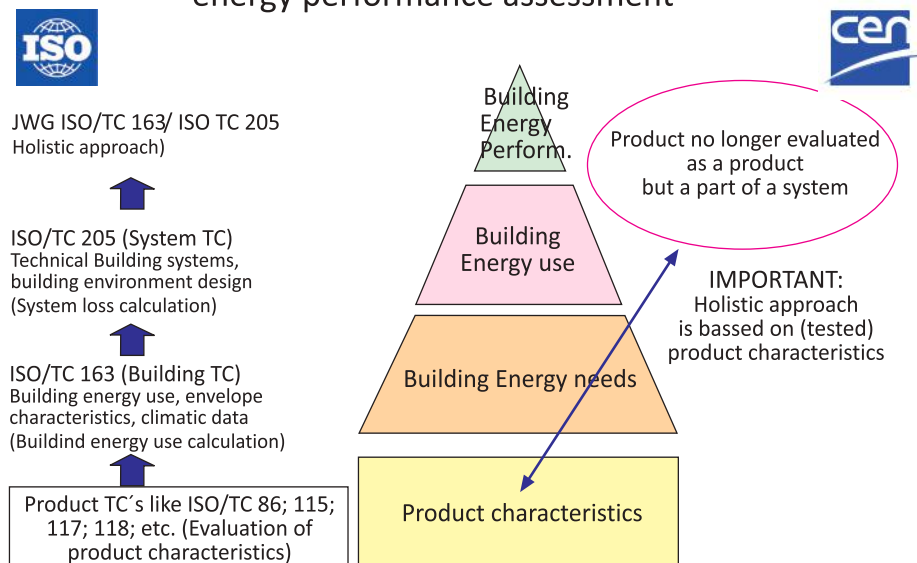 energy performance assessment
ISO
cen
JWG ISO/TC 163/ ISO TC 205
Holistic approach)
ISO/TC 205 (System TC)
Technical Building systems,
building environment design
(System loss calculation)
ISO/TC 163 (Building TC)
Building energy use, envelope
characteristics, climatic data
(Buildind energy use calculation)
Product TC´s like ISO/TC 86; 115;
117; 118; etc. (Evaluation of
product characteristics)
Building
Energy
Perform.
Building
Energy use
Building Energy needs
Product characteristics
Product no longer evaluated
as a product
but a part of a system
IMPORTANT:
Holistic approach
is bassed on (tested)
product characteristics